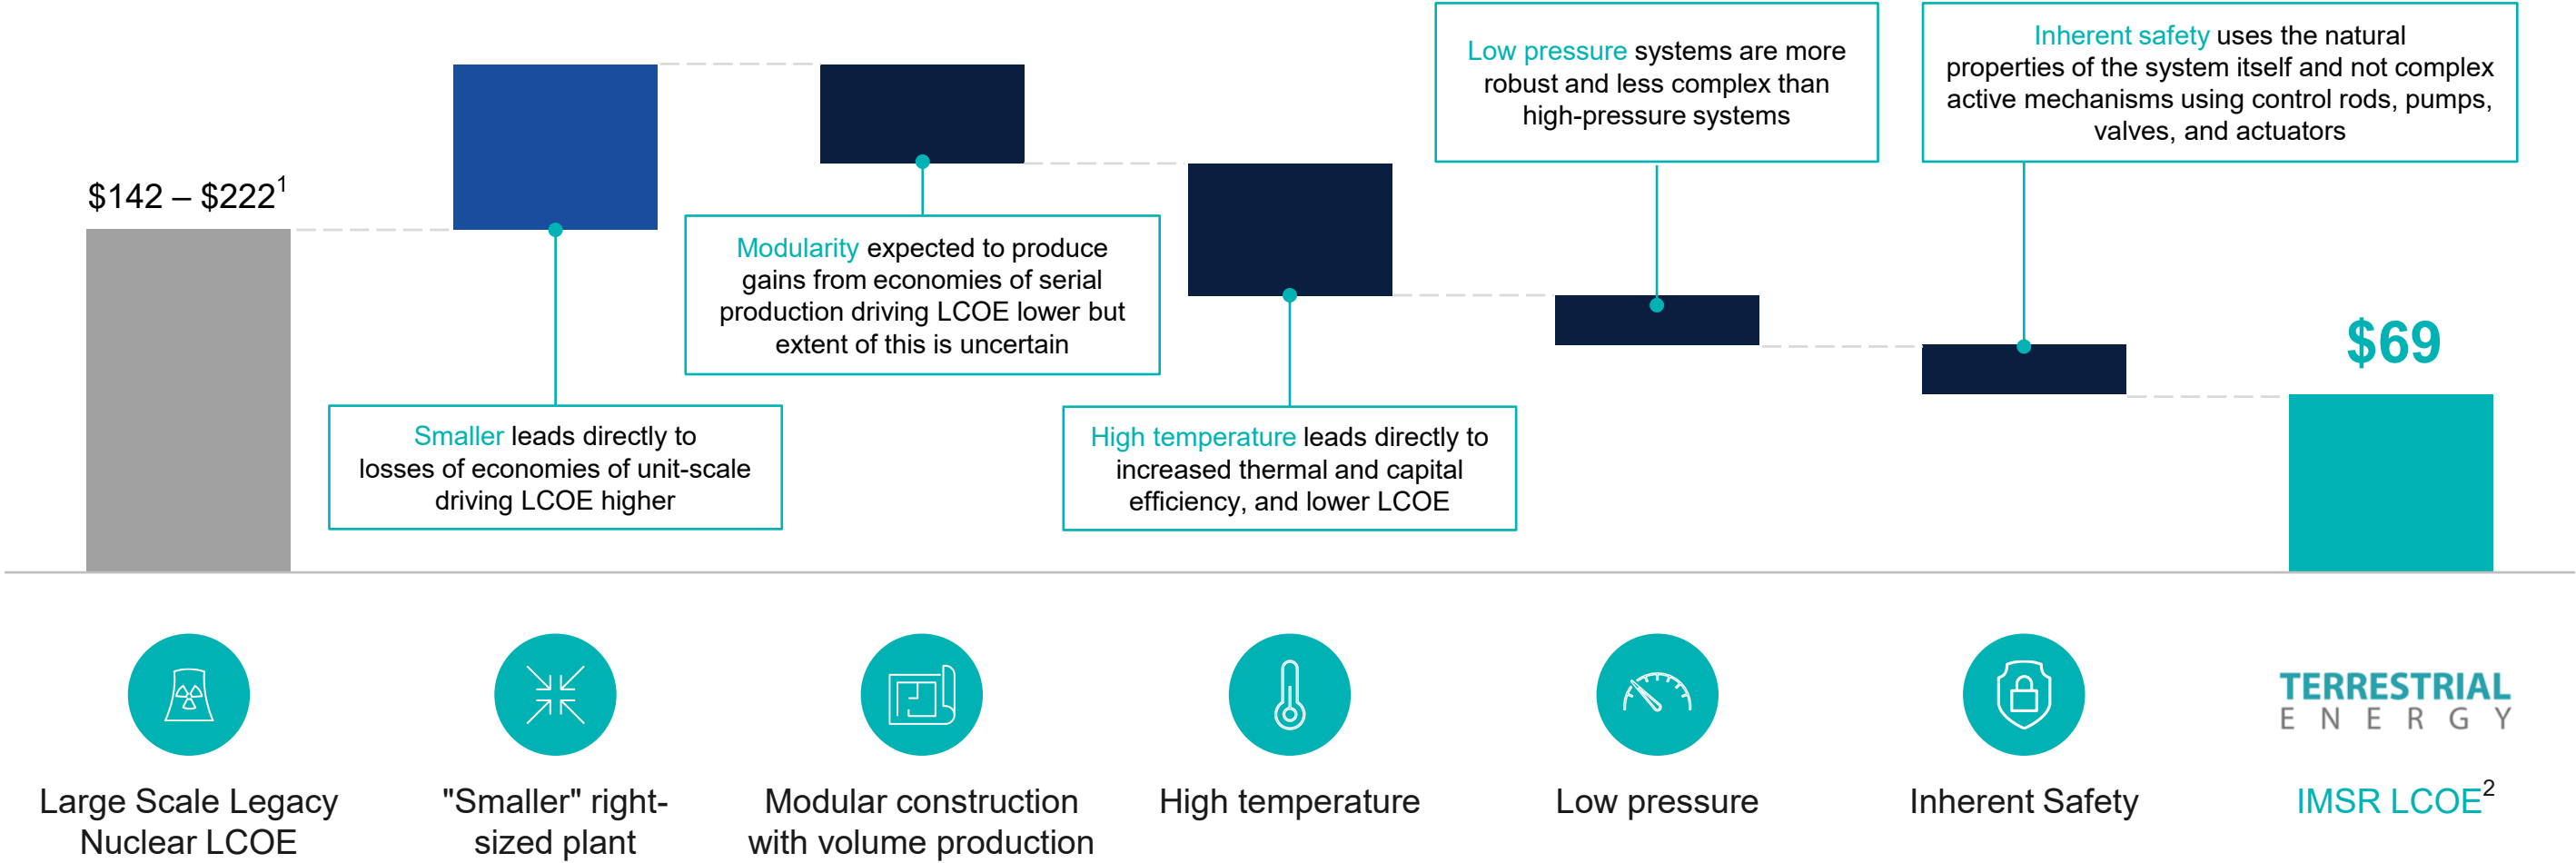 $142 – $222¹
Smaller leads directly to
losses of economies of unit-scale
driving LCOE higher
Modularity expected to produce
gains from economies of serial
production driving LCOE lower but
extent of this is uncertain
High temperature leads directly to
increased thermal and capital
efficiency, and lower LCOE
Low pressure systems are more
robust and less complex than
high-pressure systems
Inherent safety uses the natural
properties of the system itself and not complex
active mechanisms using control rods, pumps,
valves, and actuators
$69
Large Scale Legacy
Nuclear LCOE
"Smaller" right-
sized plant
Modular construction
with volume production
High temperature
Low pressure
Inherent Safety
TERRESTRIAL
ENERGY
IMSR LCOE²